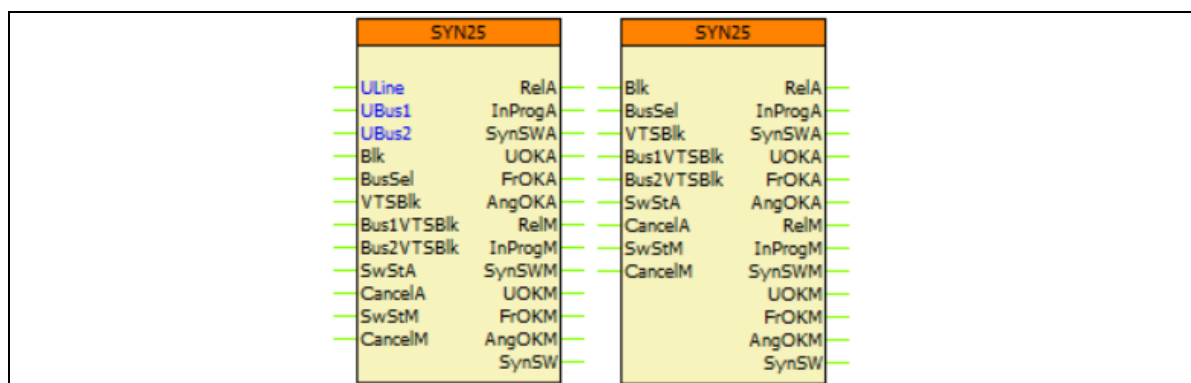 SYN25
ULine RelA
UBus1 InProgA
UBus2 SynSWA
Blk UOKA
BusSel FrOKA
VTSBlk AngOKA
Bus1VTSBlk RelM
Bus2VTSBlk InProgM
SwStA SynSWM
CancelA UOKM
SwStM FrOKM
CancelM AngOKM
SynSW
SYN25
Blk RelA
BusSel InProgA
VTSBlk SynSWA
Bus1VTSBlk UOKA
Bus2VTSBlk FrOKA
SwStA AngOKA
CancelA RelM
SwStM InProgM
CancelM SynSWM
UOKM
FrOKM
AngOKM
SynSW